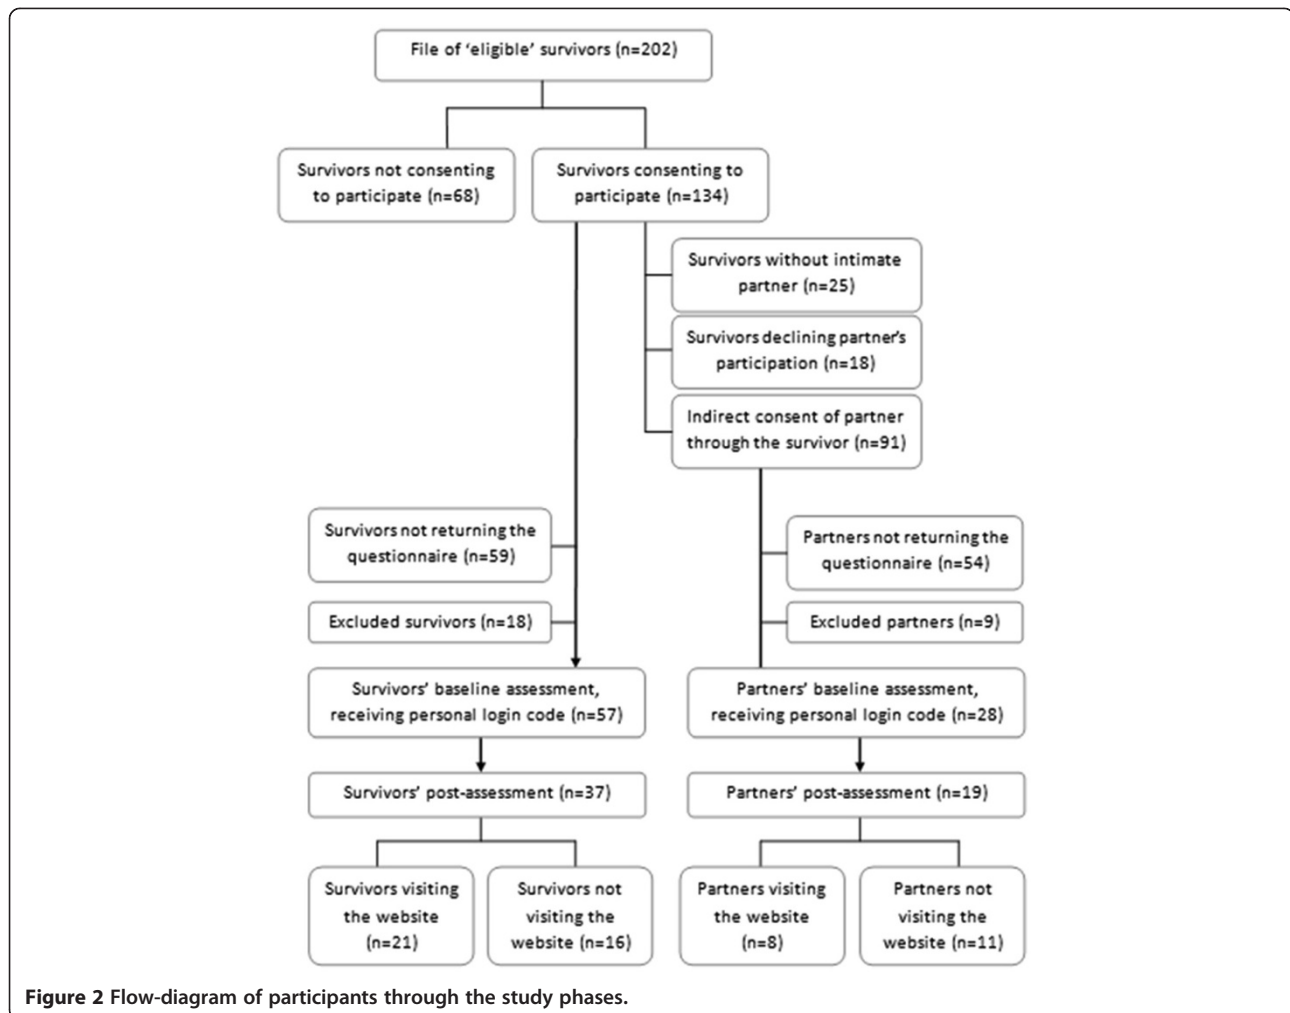 File of ‘eligible’ survivors (n=202)
Survivors not consenting
to participate (n=68)
Survivors consenting to
participate (n=134)
Survivors without intimate
partner (n=25)
Survivors declining partner's
participation (n=18)
Indirect consent of partner
through the survivor (n=91)
Survivors not returning the
questionnaire (n=59)
Partners not returning the
questionnaire (n=54)
Excluded survivors (n=18)
Excluded partners (n=9)
Survivors’ baseline assessment,
receiving personal login code (n=57)
Partners’ baseline assessment,
receiving personal login code (n=28)
Survivors’ post-assessment (n=37)
Partners’ post-assessment (n=19)
Survivors visiting
the website
(n=21)
Survivors not
visiting the
website (n=16)
Partners visiting
the website
(n=8)
Partners not
visiting the
website (n=11)
Figure 2 Flow-diagram of participants through the study phases.